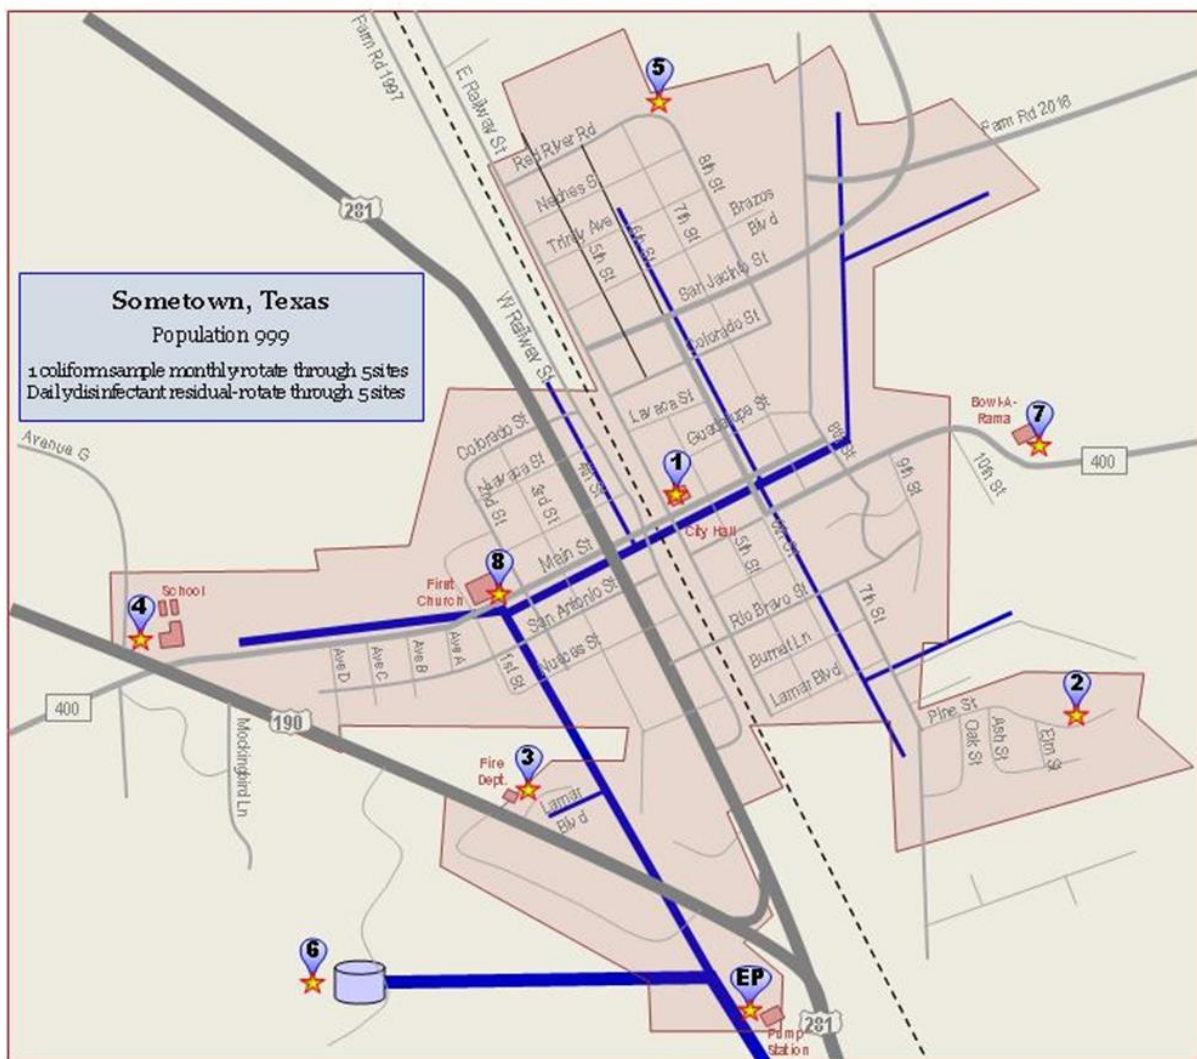 Farm Rd 1997
E Railway St
5
Farm Rd 2016
Red River Rd
8th St
Neches S
Brazos
Blvd
7th St
Trinity Ave
6th St
5th St
281
San Jacinto St
W Railway St
Colorado St
Sometown, Texas
Population 999
1 coliform sample monthly rotate through 5 sites
Daily disinfectant residual-rotate through 5 sites
Lavaca St
Guadalupe St
Bowl-A-
Rama
7
Avenue G
Colorado St
8th St
400
Lavaca St
4th St
1
9th St
10th St
2nd St
3rd St
City Hall
Main St
5th St
6th St
8
First
Church
San Antonio St
School
4
Rio Bravo St
7th St
Ave D
Ave C
Ave B
Ave A
1st St
Nueces St
Burnet Ln
Lamar Blvd
2
400
190
Pine St
Oak St
Ash St
Elm St
Mockingbird Ln
3
Fire
Dept.
Lamar
Blvd
6
EP
281
Pump
Station